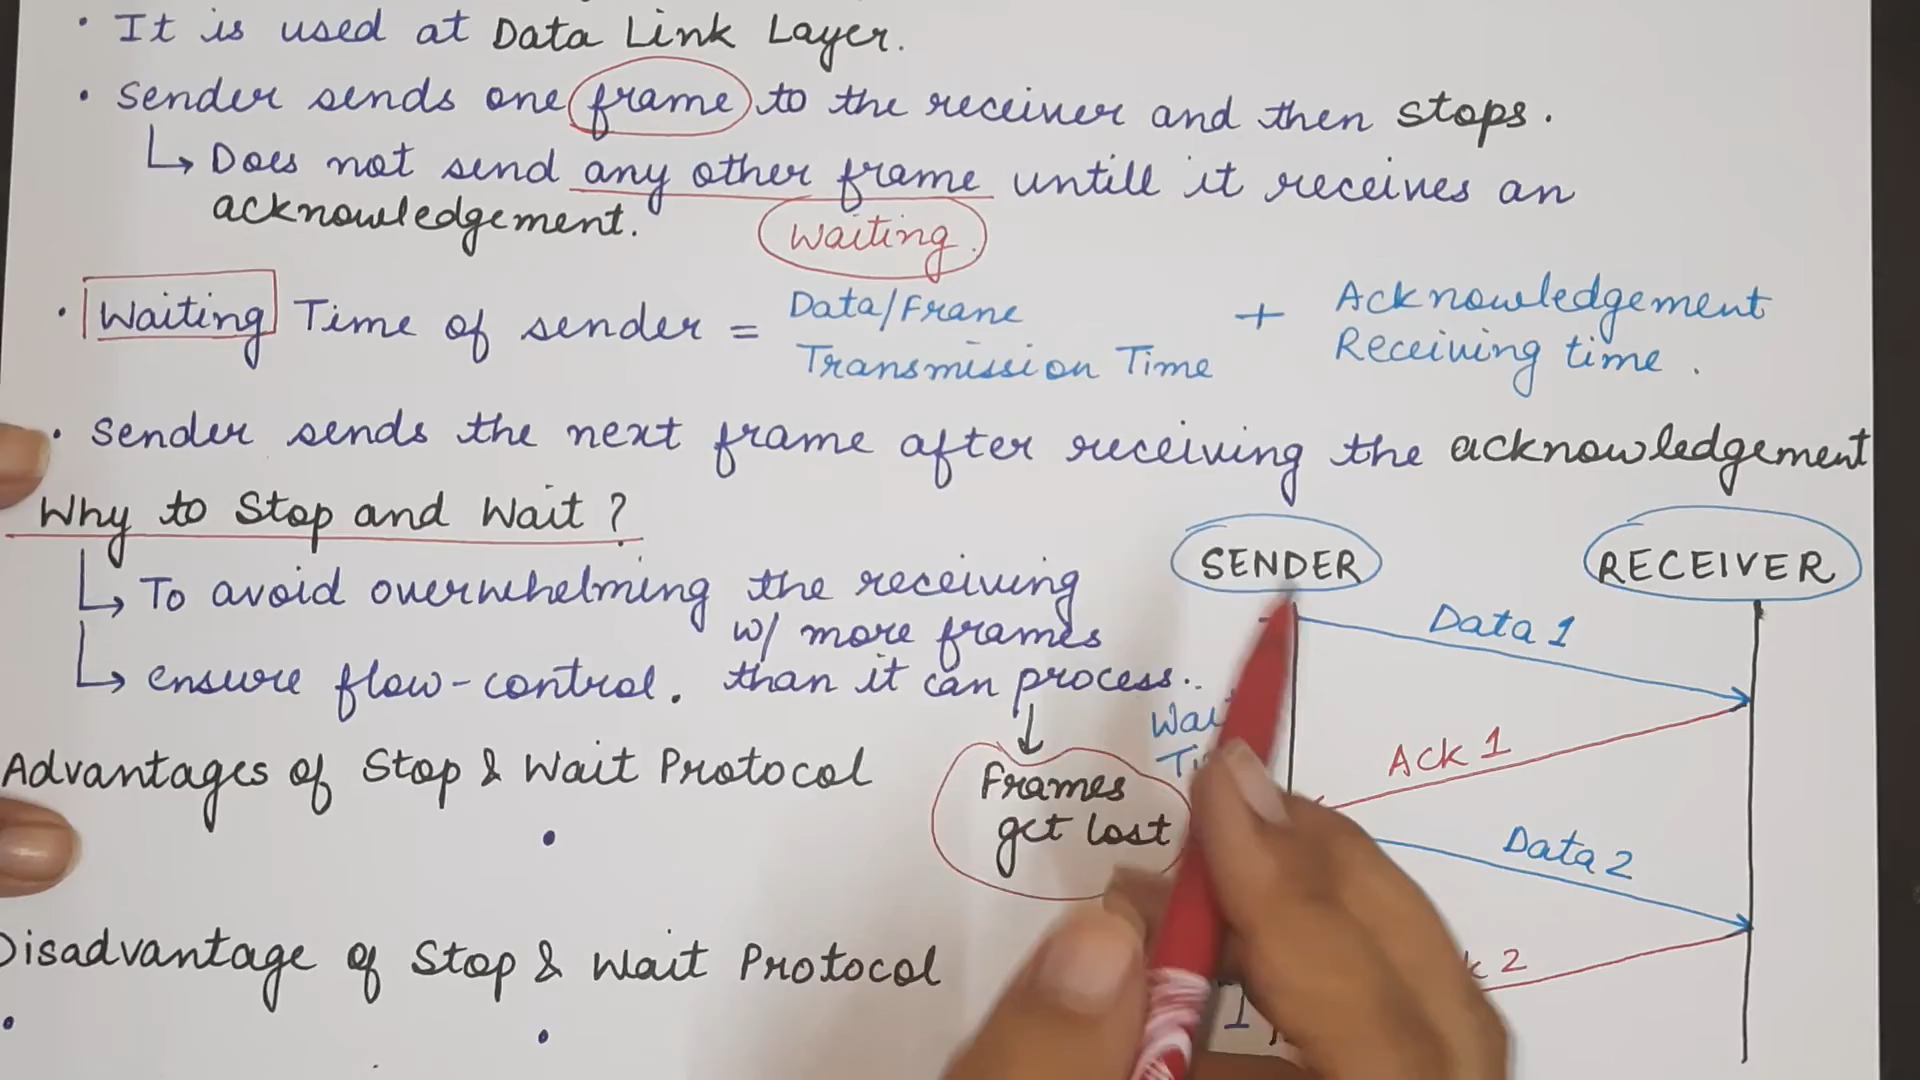 • It is used at Data Link Layer.
• Sender sends one frame to the receiver and then stops.
↳ Does not send any other frame untill it receives an
acknowledgement.
Waiting
• Waiting Time of sender = Data/Frane Transmission Time + Acknowledgement Receiving time.
• Sender sends the next frame after receiving the acknowledgement
Why to Stop and Wait?
↳ To avoid overwhelming the receiving
w/ more frames
than it can process..
↳ ensure flow-control.
Frames
get lost
Advantages of Stop & Wait Protocol
Disadvantage of Stop & Wait Protocol
SENDER
RECEIVER
Data 1
Ack 1
Data 2
2